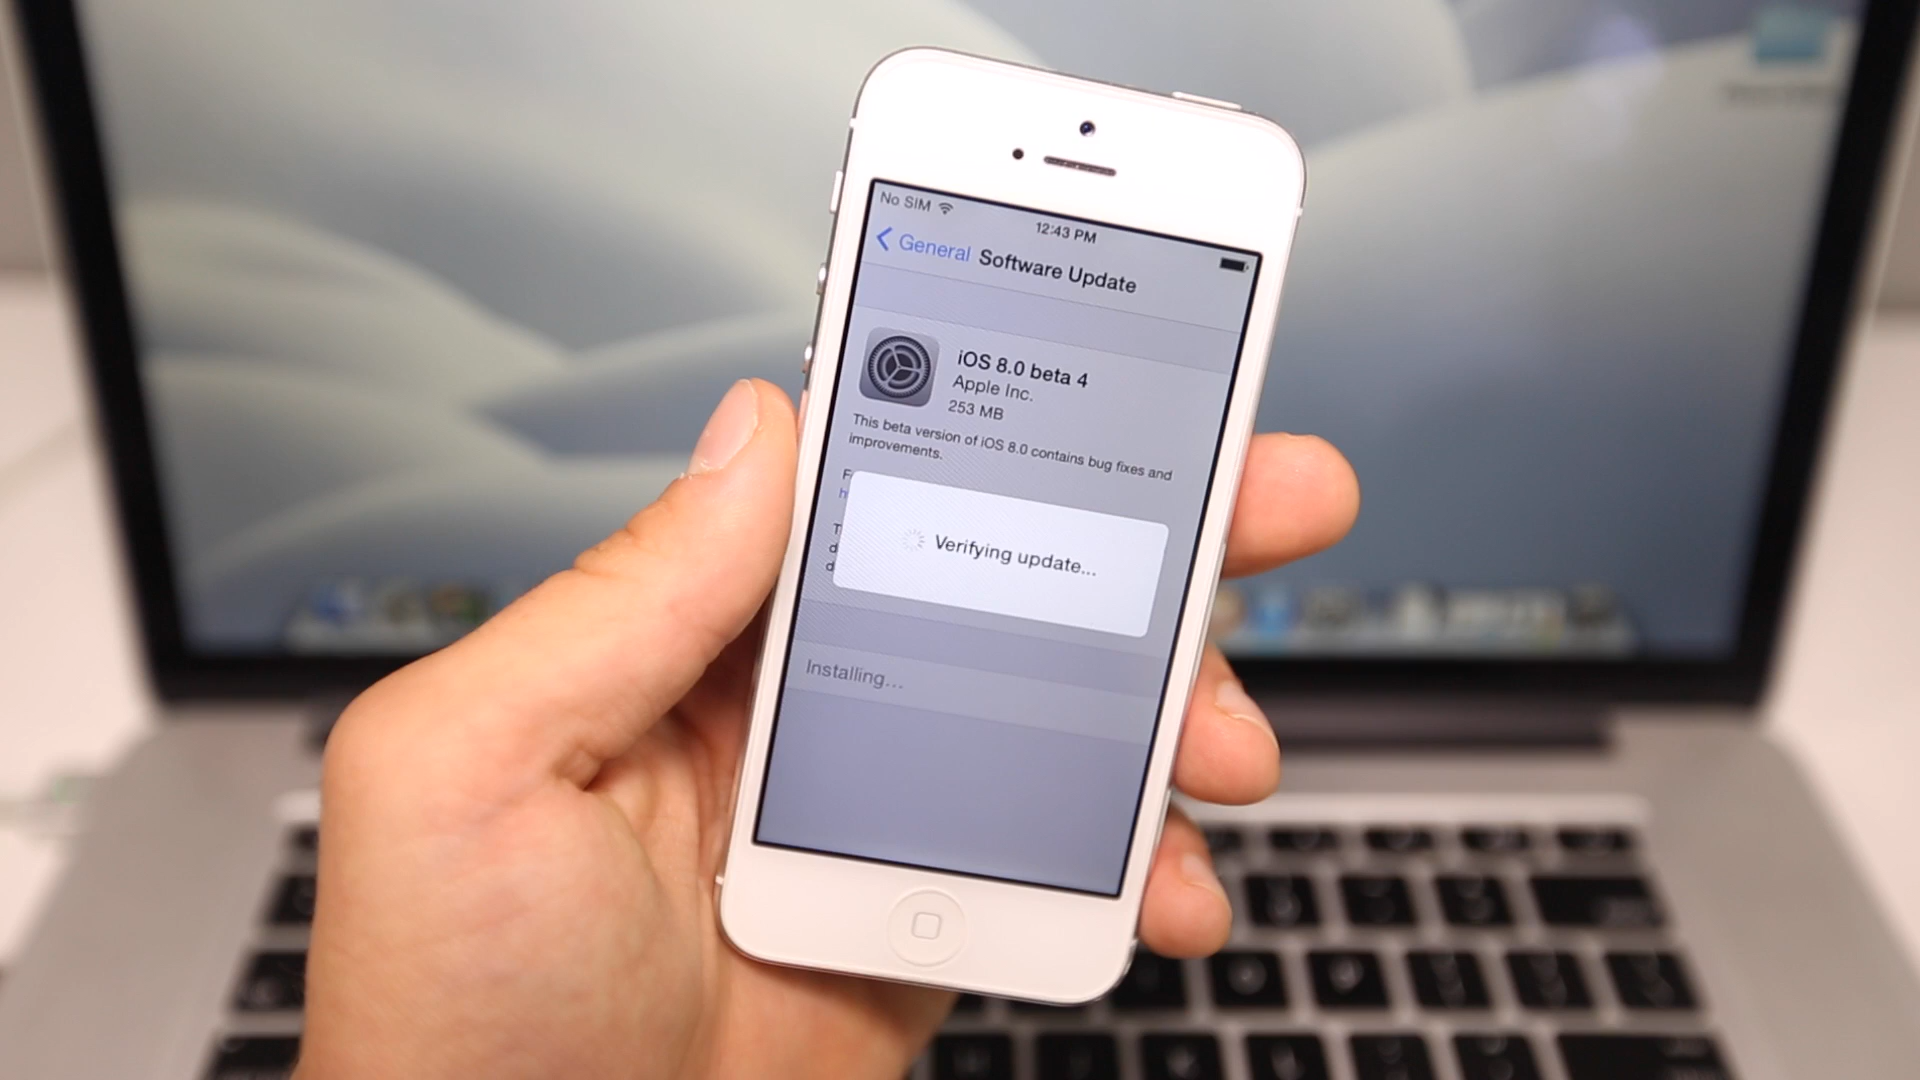 No SIM
12:43 PM
General Software Update
iOS 8.0 beta 4
Apple Inc.
253 MB
This beta version of iOS 8.0 contains bug fixes and
improvements.
Verifying update...
Installing...